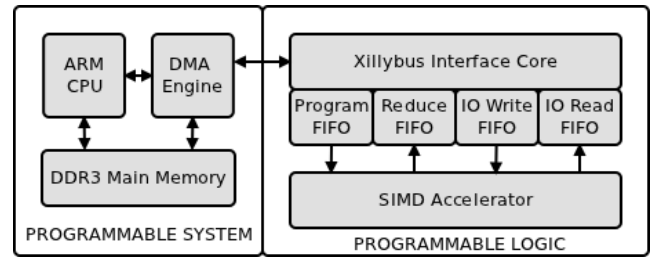 ARM
CPU
DMA
Engine
DDR3 Main Memory
PROGRAMMABLE SYSTEM
Xillybus Interface Core
Program
FIFO
Reduce
FIFO
IO Write
FIFO
IO Read
FIFO
SIMD Accelerator
PROGRAMMABLE LOGIC